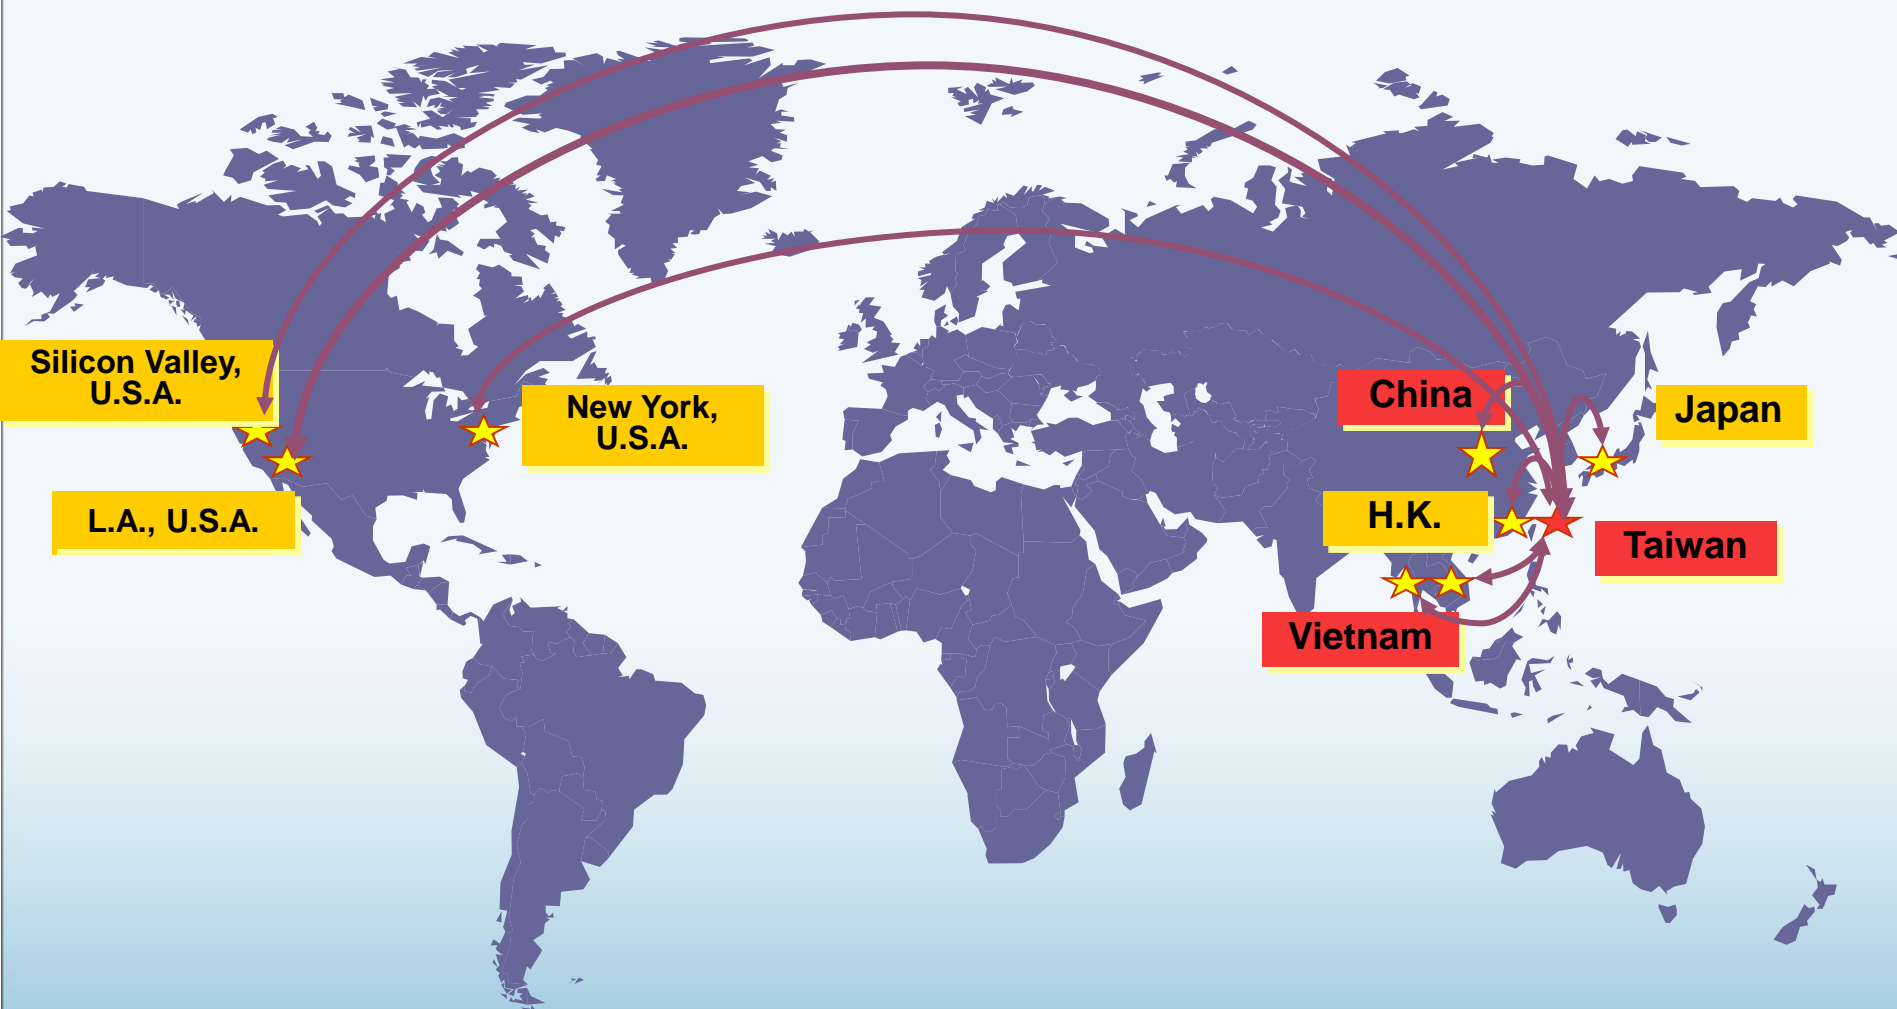 Silicon Valley,
U.S.A.
New York,
U.S.A.
L.A., U.S.A.
China
Japan
H.K.
Taiwan
Vietnam